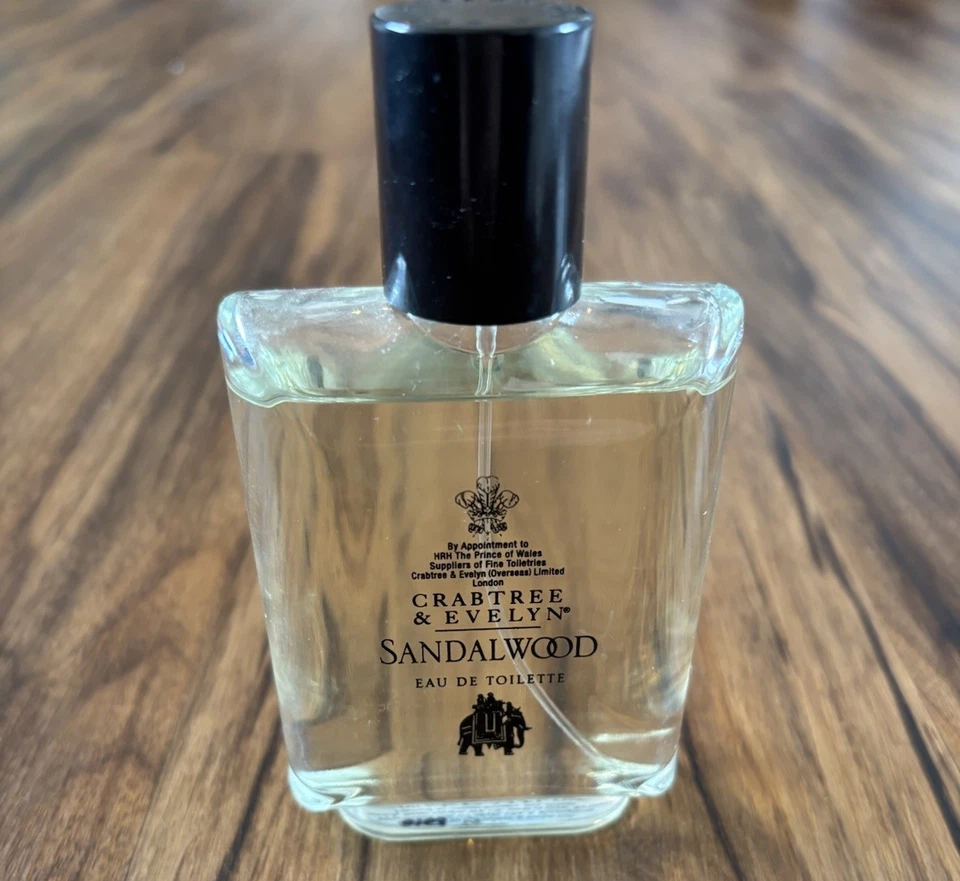 By Appointment to
HRH The Prince of Wales
Suppliers of Fine Toiletries
Crabtree & Evelyn (Overseas) Limited
London
CRABTREE
& EVELYN®
SANDALWOOD
EAU DE TOILETTE